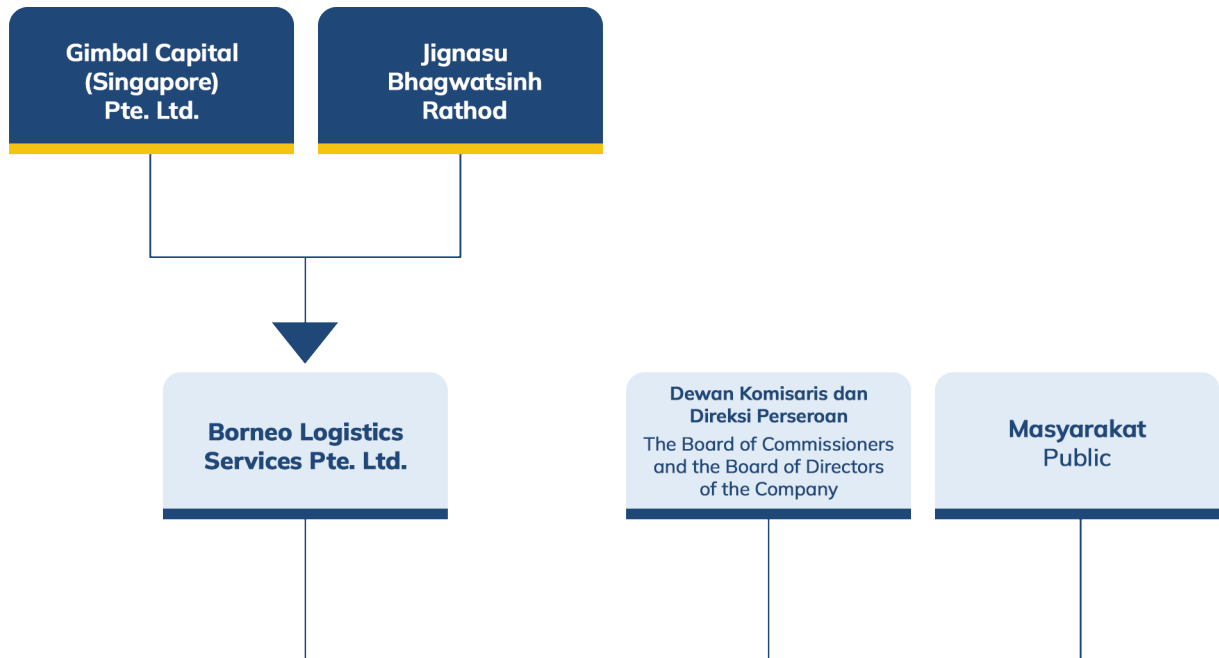 Gimbal Capital
(Singapore)
Pte. Ltd.
Jignasu
Bhagwatsinh
Rathod
Borneo Logistics
Services Pte. Ltd.
Dewan Komisaris dan
Direksi Perseroan
The Board of Commissioners
and the Board of Directors
of the Company
Masyarakat
Public